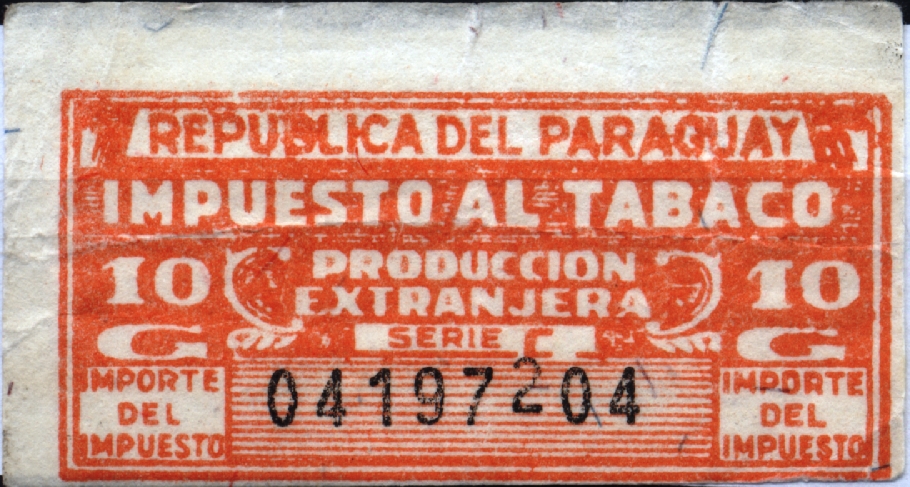 REPUBLICA DEL PARAGUAY
IMPUESTO AL TABACO
10 PRODUCCION 10
G EXTRANJERA G
SERIE C
IMPORTE DEL IMPUESTO
04197204
IMPORTE DEL IMPUESTO